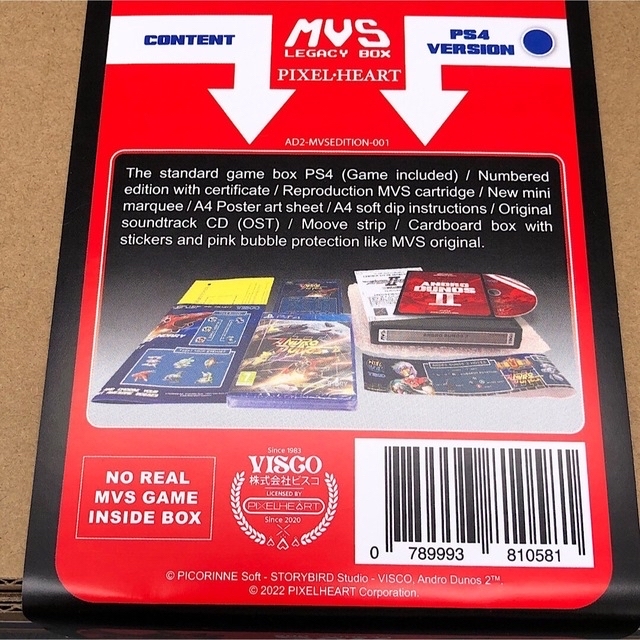 CONTENT
MVS
LEGACY BOX
PIXEL·HEART
PS4
VERSION
AD2-MVSEDITION-001
The standard game box PS4 (Game included) / Numbered
edition with certificate / Reproduction MVS cartridge / New mini
marquee / A4 Poster art sheet / A4 soft dip instructions / Original
soundtrack CD (OST) / Moove strip / Cardboard box with
stickers and pink bubble protection like MVS original.
ANDRO
DUNOS
II
PS4
NO REAL
MVS GAME
INSIDE BOX
Since 1983
VISCO
株式会社ビスコ
LICENSED BY
PIXELHEART
Since 2020
0 789993 810581
© PICORINNE Soft - STORYBIRD Studio - VISCO, Andro Dunos 2™.
© 2022 PIXELHEART Corporation.